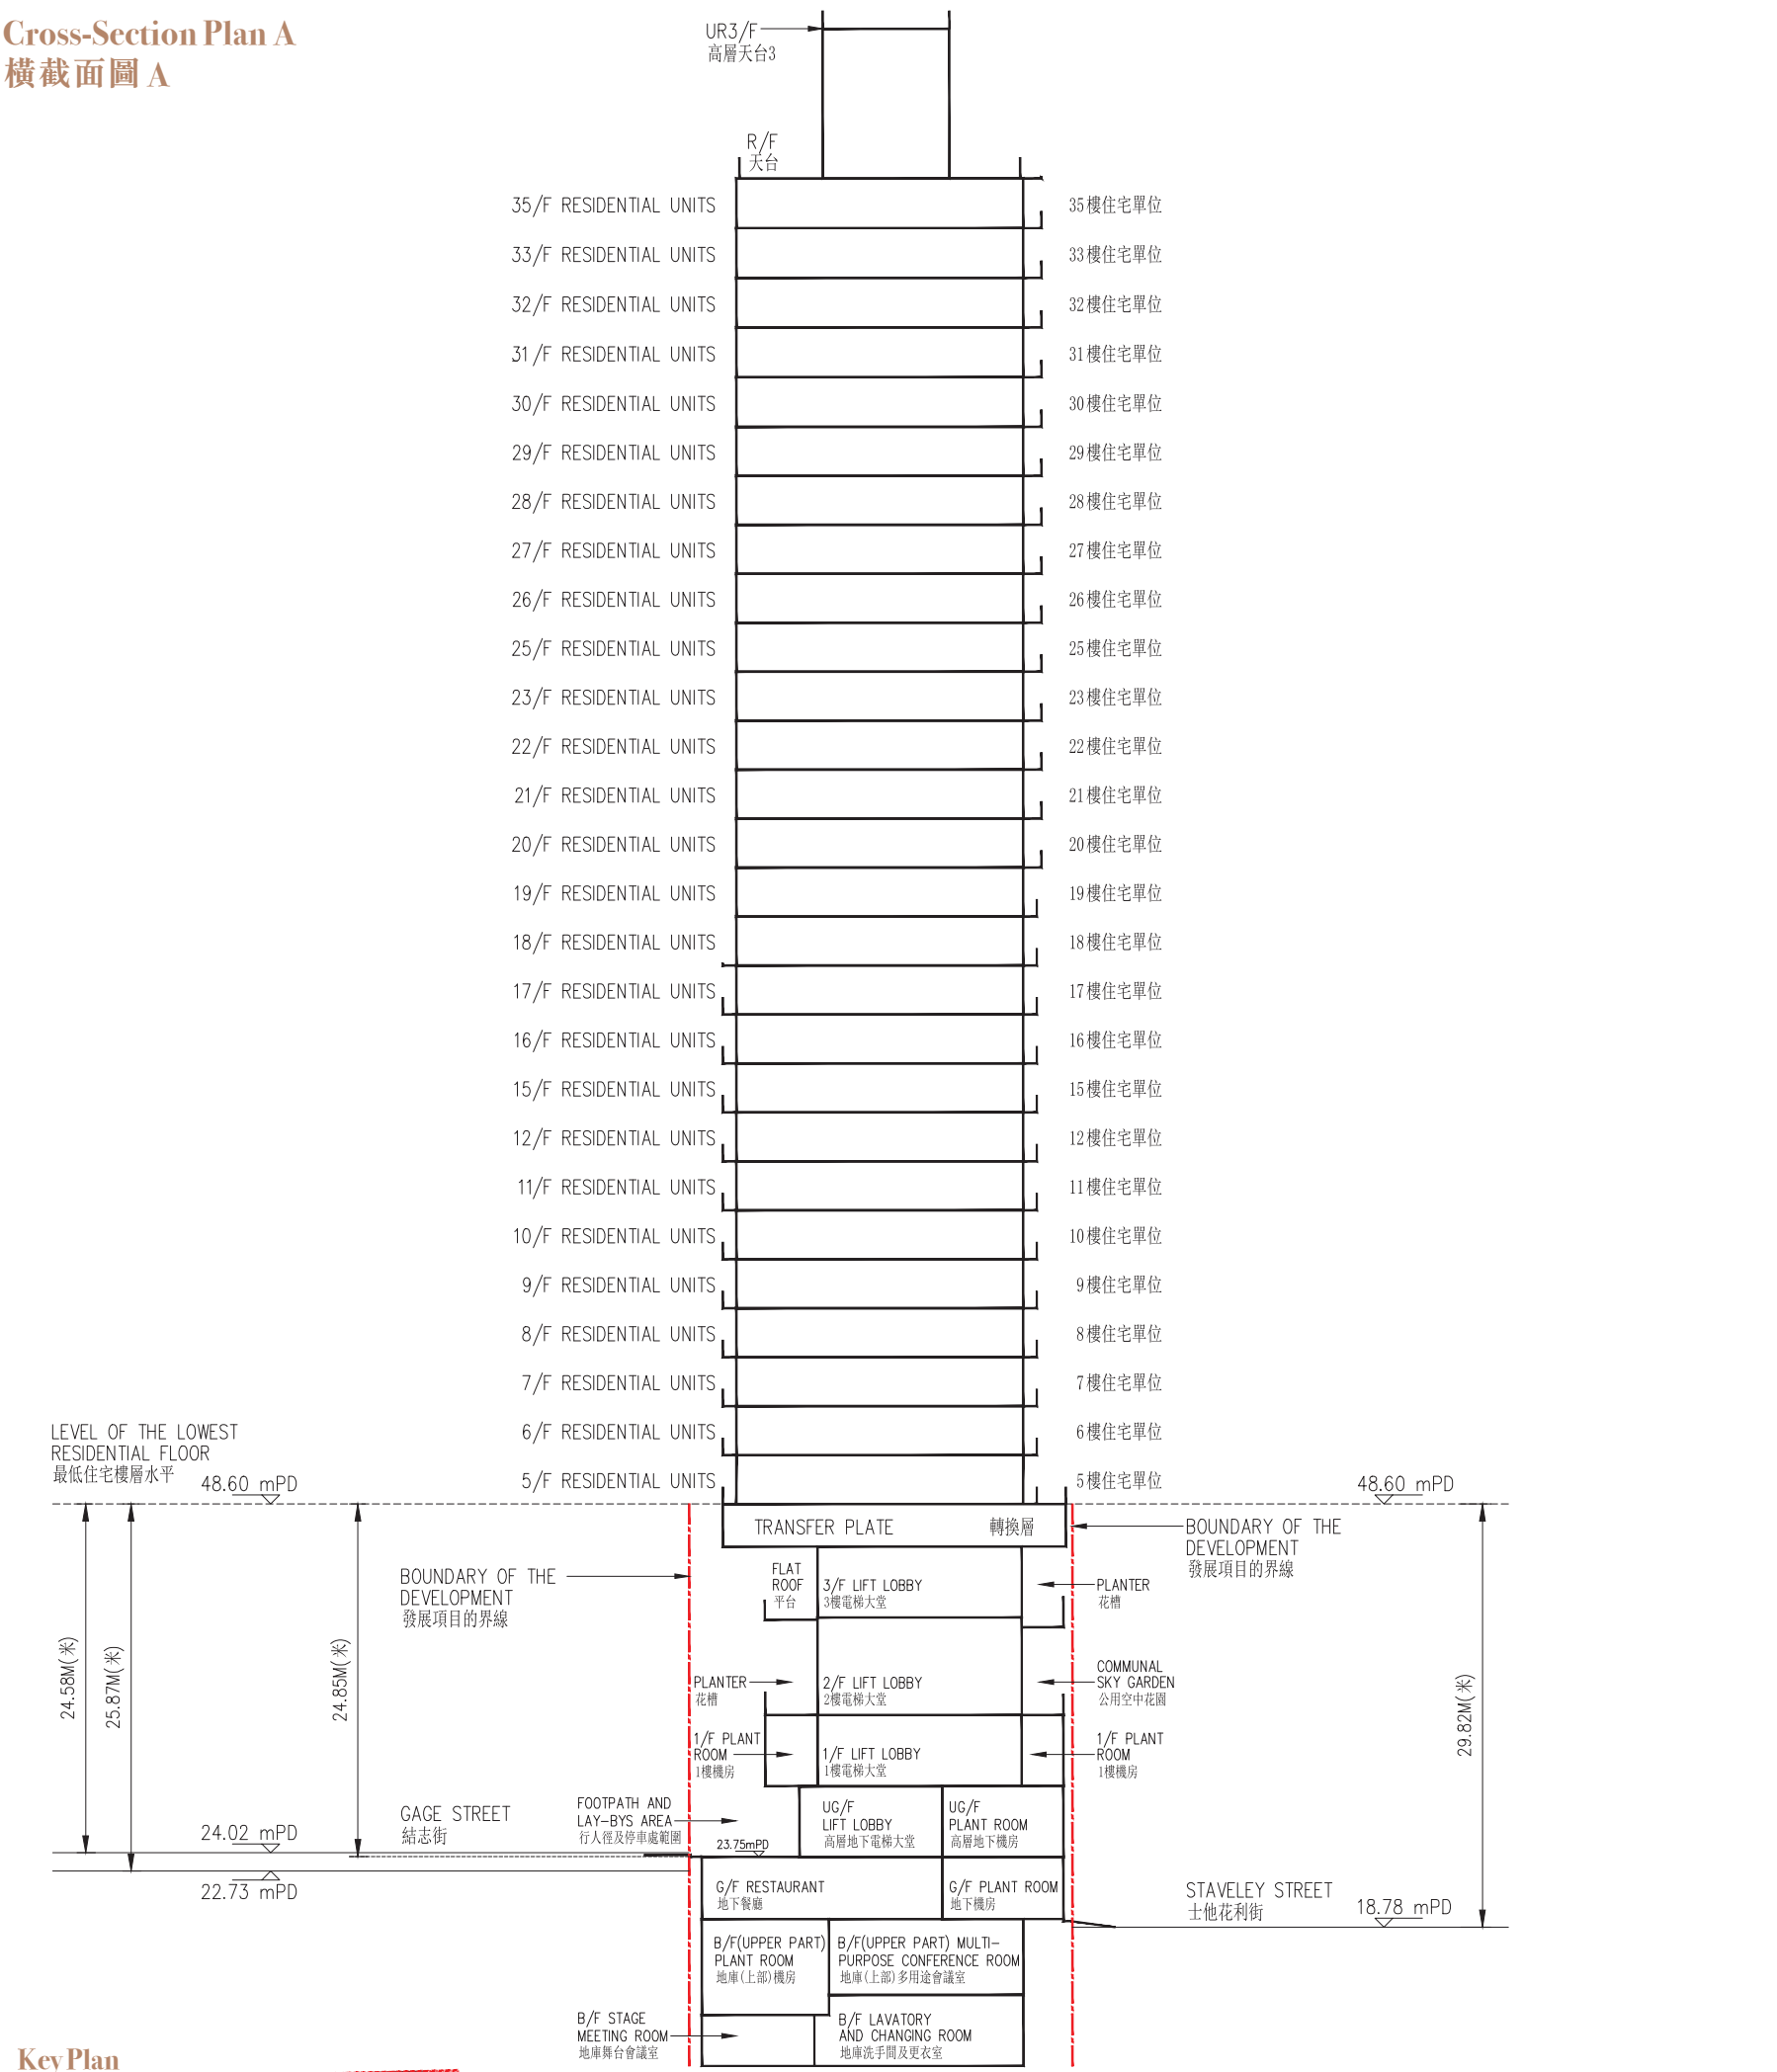 Cross-Section Plan A
橫截面圖 A
UR3/F
高層天台3
R/F
天台
35/F RESIDENTIAL UNITS 35樓住宅單位
33/F RESIDENTIAL UNITS 33樓住宅單位
32/F RESIDENTIAL UNITS 32樓住宅單位
31/F RESIDENTIAL UNITS 31樓住宅單位
30/F RESIDENTIAL UNITS 30樓住宅單位
29/F RESIDENTIAL UNITS 29樓住宅單位
28/F RESIDENTIAL UNITS 28樓住宅單位
27/F RESIDENTIAL UNITS 27樓住宅單位
26/F RESIDENTIAL UNITS 26樓住宅單位
25/F RESIDENTIAL UNITS 25樓住宅單位
23/F RESIDENTIAL UNITS 23樓住宅單位
22/F RESIDENTIAL UNITS 22樓住宅單位
21/F RESIDENTIAL UNITS 21樓住宅單位
20/F RESIDENTIAL UNITS 20樓住宅單位
19/F RESIDENTIAL UNITS 19樓住宅單位
18/F RESIDENTIAL UNITS 18樓住宅單位
17/F RESIDENTIAL UNITS 17樓住宅單位
16/F RESIDENTIAL UNITS 16樓住宅單位
15/F RESIDENTIAL UNITS 15樓住宅單位
12/F RESIDENTIAL UNITS 12樓住宅單位
11/F RESIDENTIAL UNITS 11樓住宅單位
10/F RESIDENTIAL UNITS 10樓住宅單位
9/F RESIDENTIAL UNITS 9樓住宅單位
8/F RESIDENTIAL UNITS 8樓住宅單位
7/F RESIDENTIAL UNITS 7樓住宅單位
6/F RESIDENTIAL UNITS 6樓住宅單位
5/F RESIDENTIAL UNITS 5樓住宅單位
LEVEL OF THE LOWEST
RESIDENTIAL FLOOR
最低住宅樓層水平
48.60 mPD
48.60 mPD
TRANSFER PLATE 轉換層
BOUNDARY OF THE
DEVELOPMENT
發展項目的界線
BOUNDARY OF THE
DEVELOPMENT
發展項目的界線
FLAT
ROOF
平台
3/F LIFT LOBBY
3樓電梯大堂
PLANTER
花槽
24.58M(米)
25.87M(米)
24.85M(米)
29.82M(米)
PLANTER
花槽
2/F LIFT LOBBY
2樓電梯大堂
COMMUNAL
SKY GARDEN
公用空中花園
1/F PLANT
ROOM
1樓機房
1/F LIFT LOBBY
1樓電梯大堂
1/F PLANT
ROOM
1樓機房
GAGE STREET
結志街
FOOTPATH AND
LAY-BYS AREA
行人徑及停車處範圍
UG/F
LIFT LOBBY
高層地下電梯大堂
UG/F
PLANT ROOM
高層地下機房
24.02 mPD
23.75mPD
22.73 mPD
G/F RESTAURANT
地下餐廳
G/F PLANT ROOM
地下機房
STAVELEY STREET
士他花利街
18.78 mPD
B/F(UPPER PART)
PLANT ROOM
地庫(上部)機房
B/F(UPPER PART) MULTI-
PURPOSE CONFERENCE ROOM
地庫(上部)多用途會議室
B/F STAGE
MEETING ROOM
地庫舞台會議室
B/F LAVATORY
AND CHANGING ROOM
地庫洗手間及更衣室
Key Plan